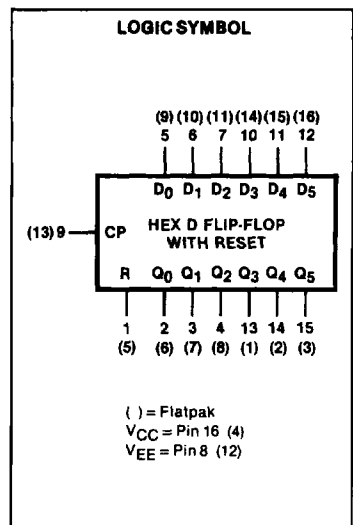 LOGIC SYMBOL
(9) (10) (11) (14) (15) (16)
5 6 7 10 11 12
D0 D1 D2 D3 D4 D5
(13) 9 CP HEX D FLIP-FLOP
WITH RESET
R Q0 Q1 Q2 Q3 Q4 Q5
1 2 3 4 13 14 15
(5) (6) (7) (8) (1) (2) (3)
( ) = Flatpak
VCC = Pin 16 (4)
VEE = Pin 8 (12)